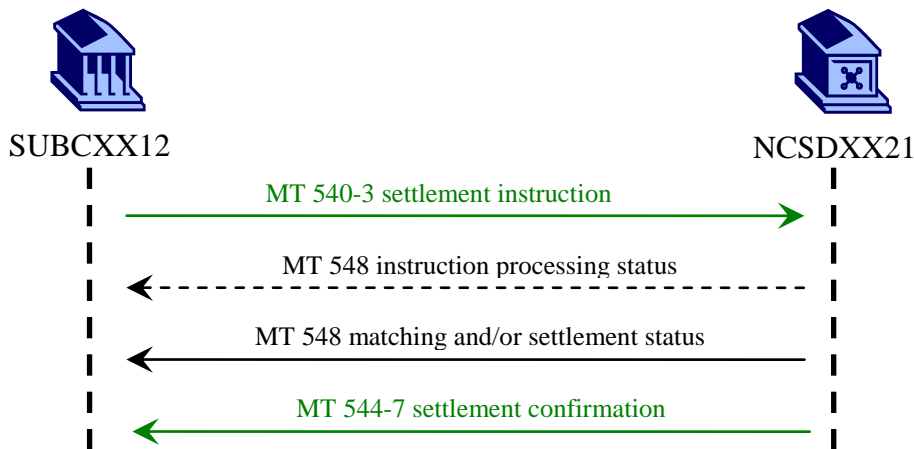 SUBCXX12
NCSDXX21
MT 540-3 settlement instruction
MT 548 instruction processing status
MT 548 matching and/or settlement status
MT 544-7 settlement confirmation